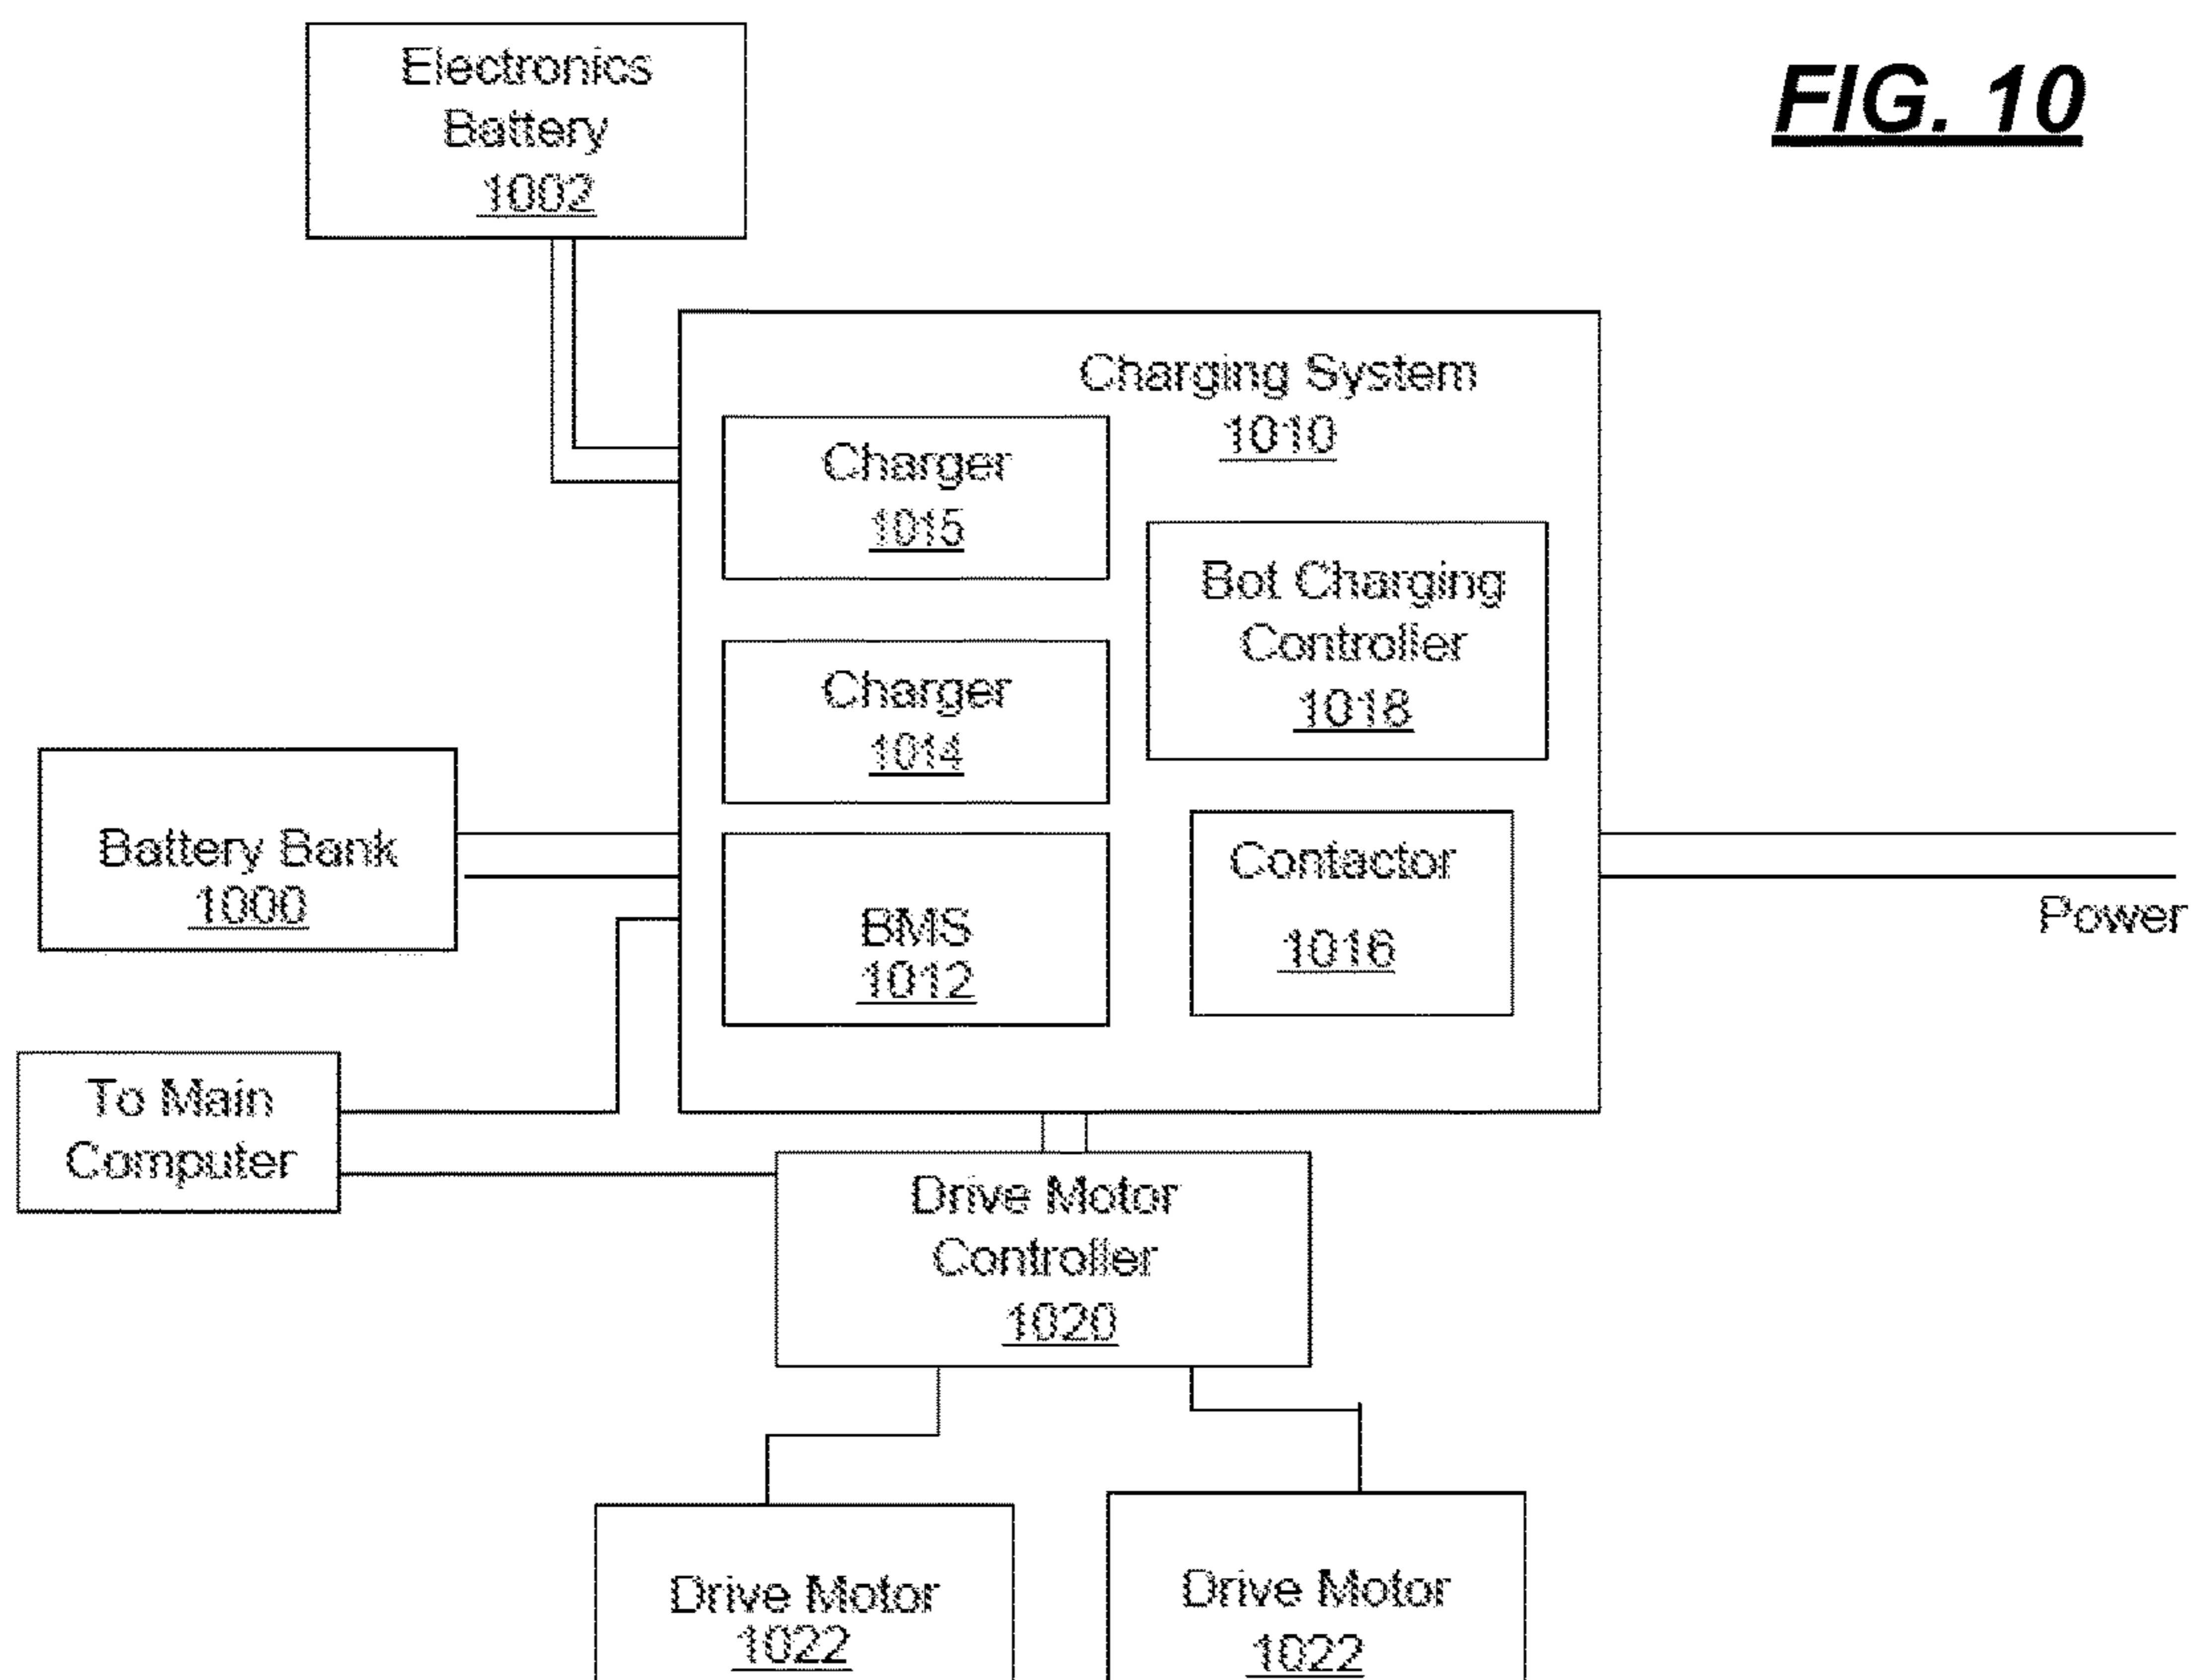 FIG. 10
Electronics
Battery
1002
Charging System
1010
Charger
1015
Bot Charging
Controller
1018
Charger
1014
Battery Bank
1000
Contactor
1016
BMS
1012
Power
To Main
Computer
Drive Motor
Controller
1020
Drive Motor
1022
Drive Motor
1022